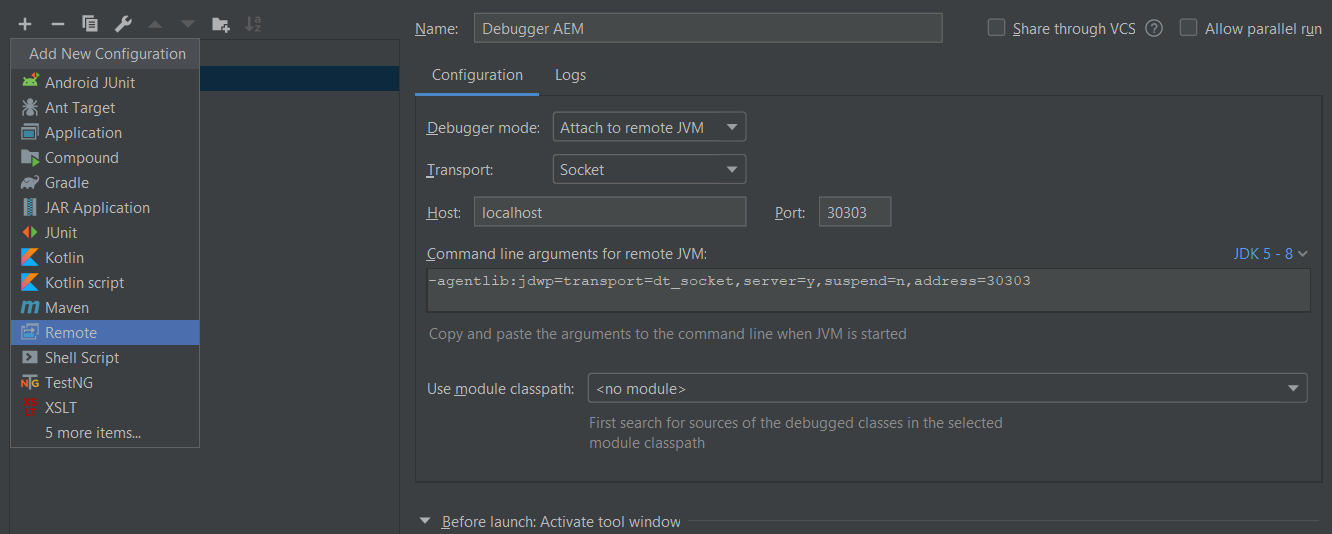 Add New Configuration
Android JUnit
Ant Target
Application
Compound
Gradle
JAR Application
JUnit
Kotlin
Kotlin script
Maven
Remote
Shell Script
TestNG
XSLT
5 more items...
Name: Debugger AEM
Share through VCS ?
Allow parallel run
Configuration Logs
Debugger mode: Attach to remote JVM
Transport: Socket
Host: localhost Port: 30303
Command line arguments for remote JVM: JDK 5 - 8
-agentlib:jdwp=transport=dt_socket,server=y,suspend=n,address=30303
Copy and paste the arguments to the command line when JVM is started
Use module classpath: <no module>
First search for sources of the debugged classes in the selected
module classpath
Before launch: Activate tool window